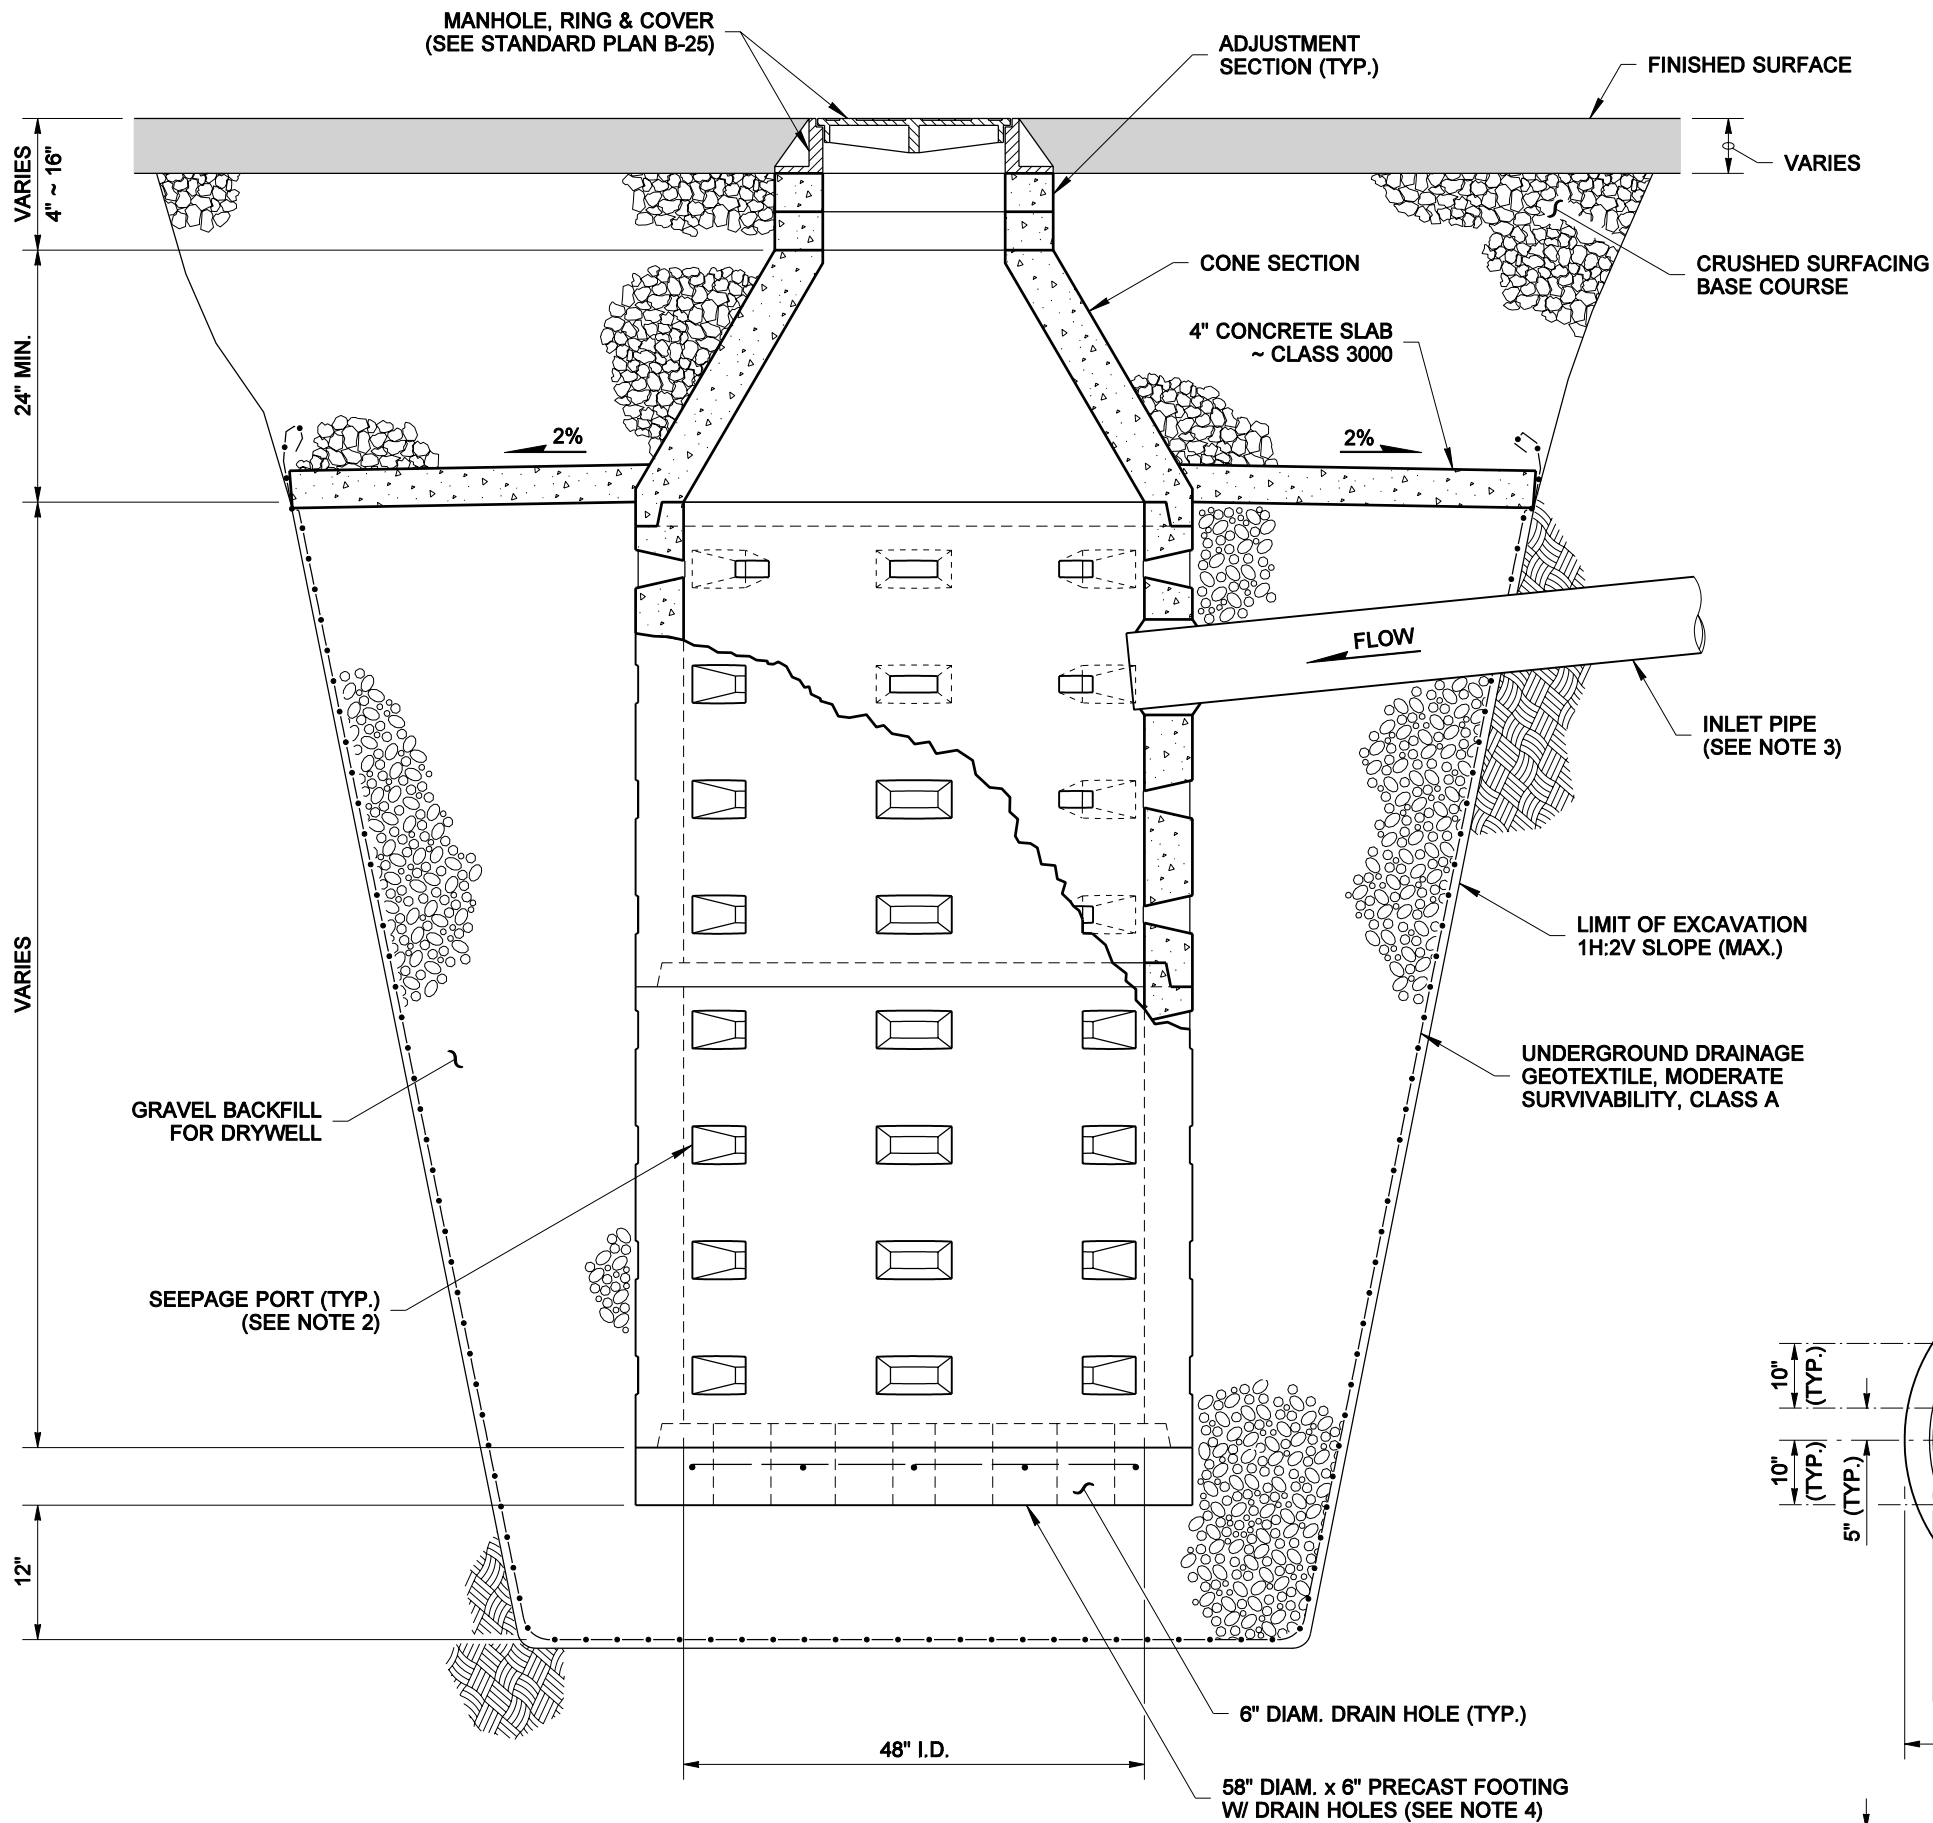 MANHOLE, RING & COVER
(SEE STANDARD PLAN B-25)
ADJUSTMENT
SECTION (TYP.)
FINISHED SURFACE
VARIES
4" ~ 16"
VARIES
CONE SECTION
CRUSHED SURFACING
BASE COURSE
4" CONCRETE SLAB
~ CLASS 3000
24" MIN.
2%
2%
FLOW
INLET PIPE
(SEE NOTE 3)
LIMIT OF EXCAVATION
1H:2V SLOPE (MAX.)
VARIES
UNDERGROUND DRAINAGE
GEOTEXTILE, MODERATE
SURVIVABILITY, CLASS A
GRAVEL BACKFILL
FOR DRYWELL
SEEPAGE PORT (TYP.)
(SEE NOTE 2)
10"
(TYP.)
10"
(TYP.)
5" (TYP.)
12"
6" DIAM. DRAIN HOLE (TYP.)
48" I.D.
58" DIAM. x 6" PRECAST FOOTING
W/ DRAIN HOLES (SEE NOTE 4)